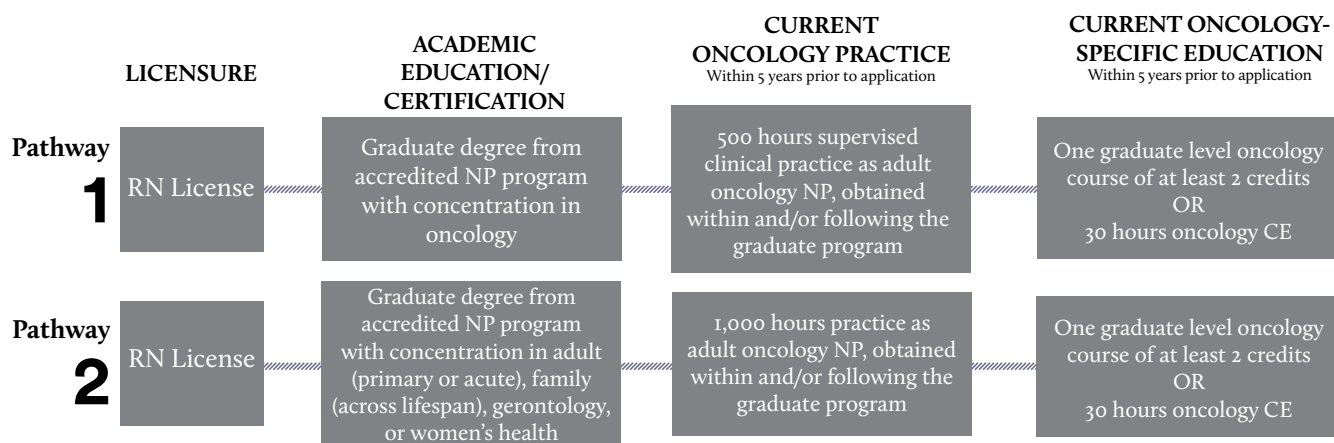 LICENSURE
ACADEMIC
EDUCATION/
CERTIFICATION
CURRENT
ONCOLOGY PRACTICE
Within 5 years prior to application
CURRENT ONCOLOGY-
SPECIFIC EDUCATION
Within 5 years prior to application
Pathway
1
RN License
Graduate degree from
accredited NP program
with concentration in
oncology
500 hours supervised
clinical practice as adult
oncology NP, obtained
within and/or following the
graduate program
One graduate level oncology
course of at least 2 credits
OR
30 hours oncology CE
Pathway
2
RN License
Graduate degree from
accredited NP program
with concentration in adult
(primary or acute), family
(across lifespan), gerontology,
or women's health
1,000 hours practice as
adult oncology NP, obtained
within and/or following the
graduate program
One graduate level oncology
course of at least 2 credits
OR
30 hours oncology CE